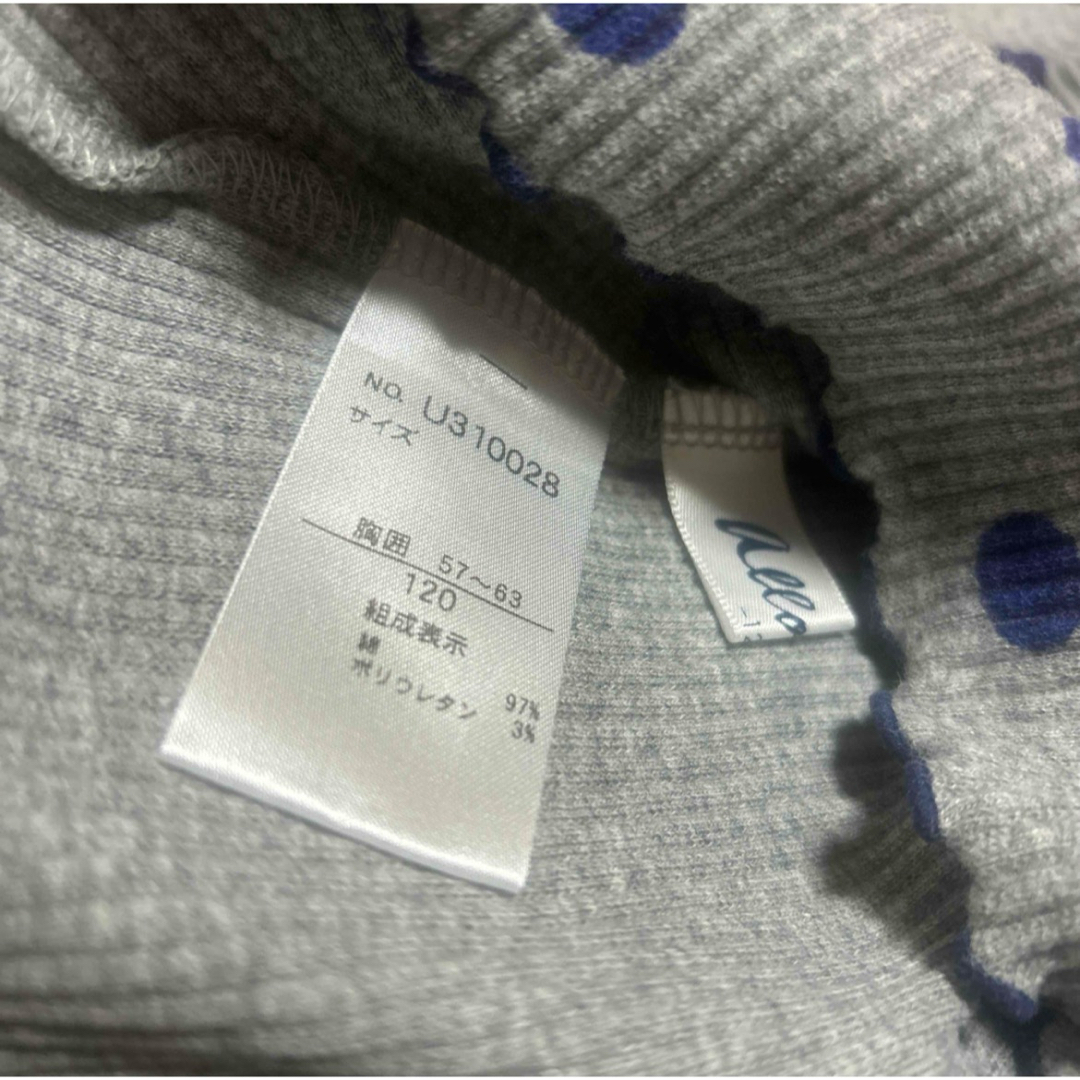 NO. U310028
サイズ
胸囲 57~63
120
組成表示
綿 97%
ポリウレタン 3%
allo